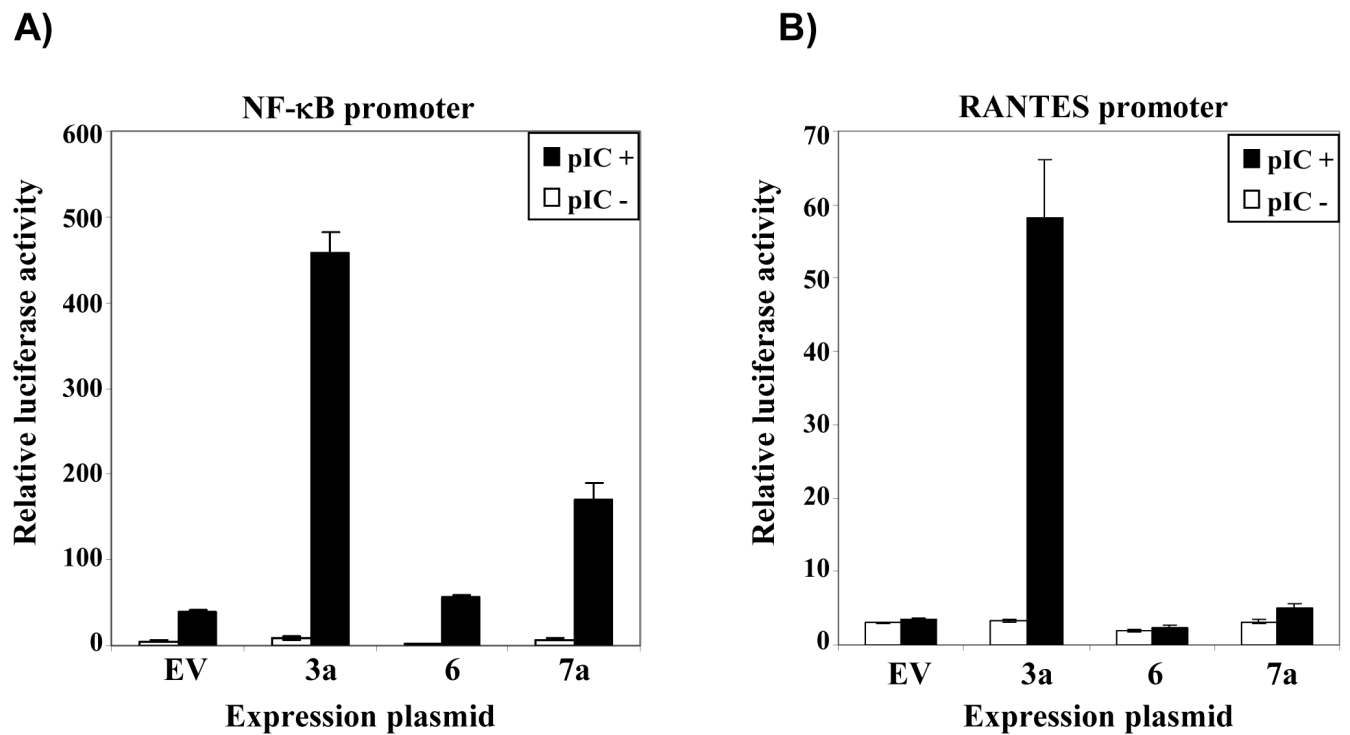 A)
NF-κB promoter
600
500
400
300
200
100
0
Relative luciferase activity
pIC +
pIC -
EV 3a 6 7a
Expression plasmid
B)
RANTES promoter
70
60
50
40
30
20
10
0
Relative luciferase activity
pIC +
pIC -
EV 3a 6 7a
Expression plasmid